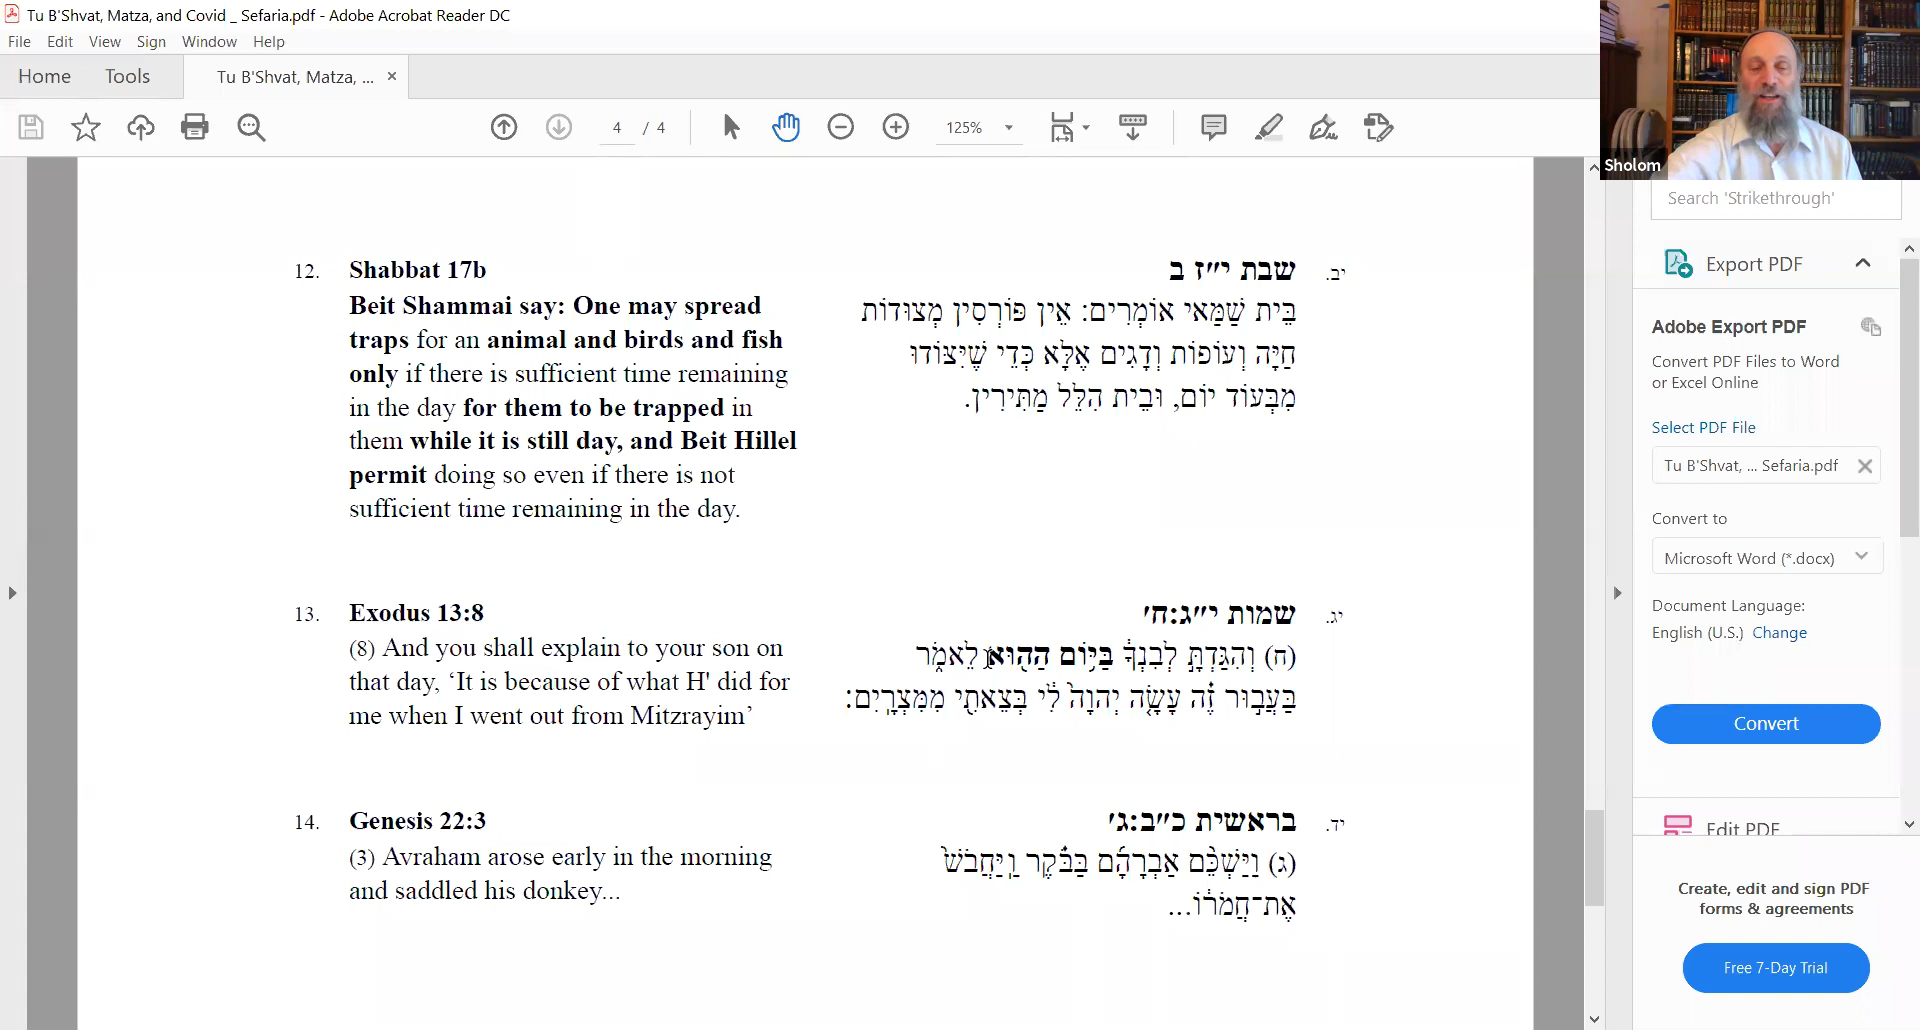 Tu B'Shvat, Matza, and Covid _ Sefaria.pdf - Adobe Acrobat Reader DC
File Edit View Sign Window Help
Home Tools Tu B'Shvat, Matza, ... ×
4 / 4 125%
Sholom
12. Shabbat 17b
Beit Shammai say: One may spread
traps for an animal and birds and fish
only if there is sufficient time remaining
in the day for them to be trapped in
them while it is still day, and Beit Hillel
permit doing so even if there is not
sufficient time remaining in the day.
יב. שבת י״ז ב
בֵּית שַׁמַּאי אוֹמְרִים: אֵין פּוֹרְסִין מְצוּדוֹת
חַיָּה וְעוֹפוֹת וְדָגִים אֶלָּא כְּדֵי שֶׁיִּצּוֹדוּ
מִבְּעוֹד יוֹם, וּבֵית הִלֵּל מַתִּירִין.
13. Exodus 13:8
(8) And you shall explain to your son on
that day, ‘It is because of what H' did for
me when I went out from Mitzrayim’
יג. שמות י״ג:ח׳
(ח) וְהִגַּדְתָּ֣ לְבִנְךָ֔ בַּיּ֥וֹם הַה֖וּא לֵאמֹ֑ר
בַּעֲב֣וּר זֶ֗ה עָשָׂ֤ה יְהוָה֙ לִ֔י בְּצֵאתִ֖י מִמִּצְרָֽיִם׃
14. Genesis 22:3
(3) Avraham arose early in the morning
and saddled his donkey...
יד. בראשית כ״ב:ג׳
(ג) וַיַּשְׁכֵּ֨ם אַבְרָהָ֜ם בַּבֹּ֗קֶר וַֽיַּחֲבֹשׁ֙
אֶת־חֲמֹר֔וֹ...
Search 'Strikethrough'
Export PDF
Adobe Export PDF
Convert PDF Files to Word
or Excel Online
Select PDF File
Tu B'Shvat, ... Sefaria.pdf
Convert to
Microsoft Word (*.docx)
Document Language:
English (U.S.) Change
Convert
Edit PDF
Create, edit and sign PDF
forms & agreements
Free 7-Day Trial